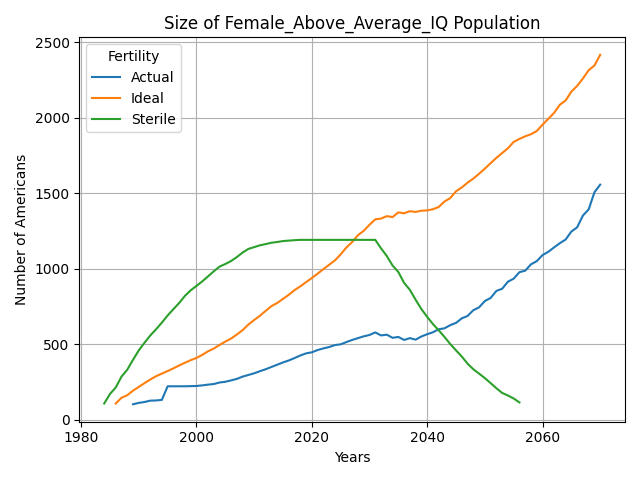 Size of Female_Above_Average_IQ Population
Fertility
Actual
Ideal
Sterile
Number of Americans
2500
2000
1500
1000
500
0
1980
2000
2020
2040
2060
Years